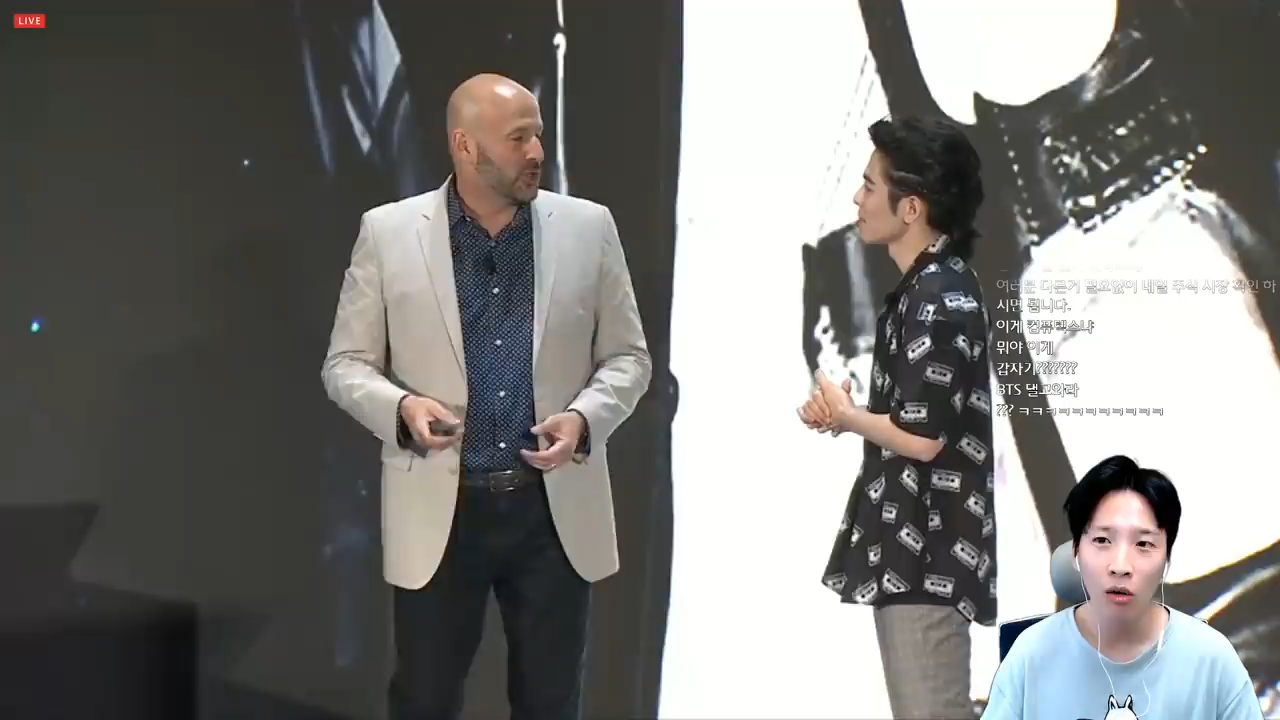 LIVE
여러분 다른거 필요없이 내일 주식 시장 확인 하
시면 됩니다.
이게 컴퓨텍스냐
뭐야 이게
갑자기???????
BTS 댈고와라
??? ㅋㅋㅋㅋㅋㅋㅋㅋㅋㅋㅋ